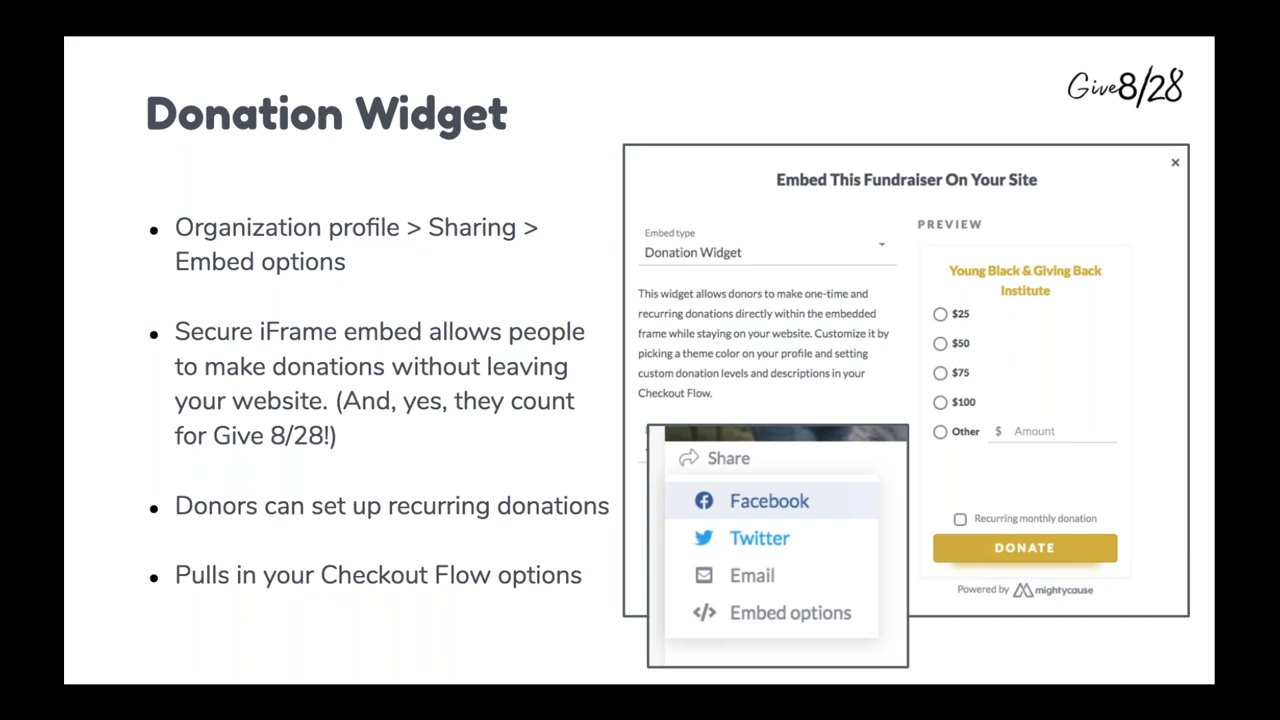 Give8/28
Donation Widget
• Organization profile > Sharing >
Embed options
• Secure iFrame embed allows people
to make donations without leaving
your website. (And, yes, they count
for Give 8/28!)
• Donors can set up recurring donations
• Pulls in your Checkout Flow options
×
Embed This Fundraiser On Your Site
Embed type
Donation Widget
This widget allows donors to make one-time and
recurring donations directly within the embedded
frame while staying on your website. Customize it by
picking a theme color on your profile and setting
custom donation levels and descriptions in your
Checkout Flow.
PREVIEW
Young Black & Giving Back
Institute
$25
$50
$75
$100
Other $ Amount
Recurring monthly donation
DONATE
Powered by mightycause
Share
Facebook
Twitter
Email
</> Embed options